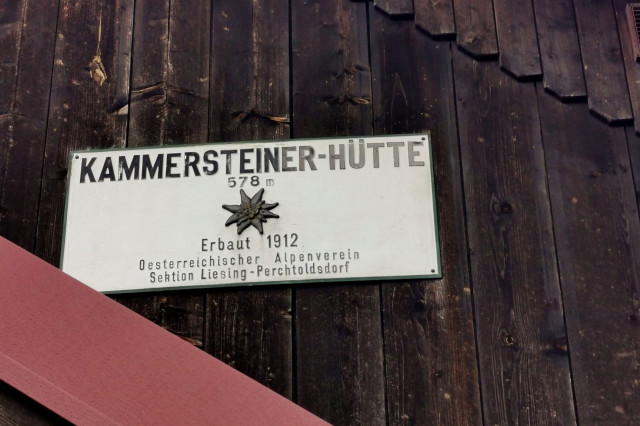 KAMMERSTEINER-HÜTTE
578 m
Erbaut 1912
Oesterreichischer Alpenverein
Sektion Liesing-Perchtoldsdorf